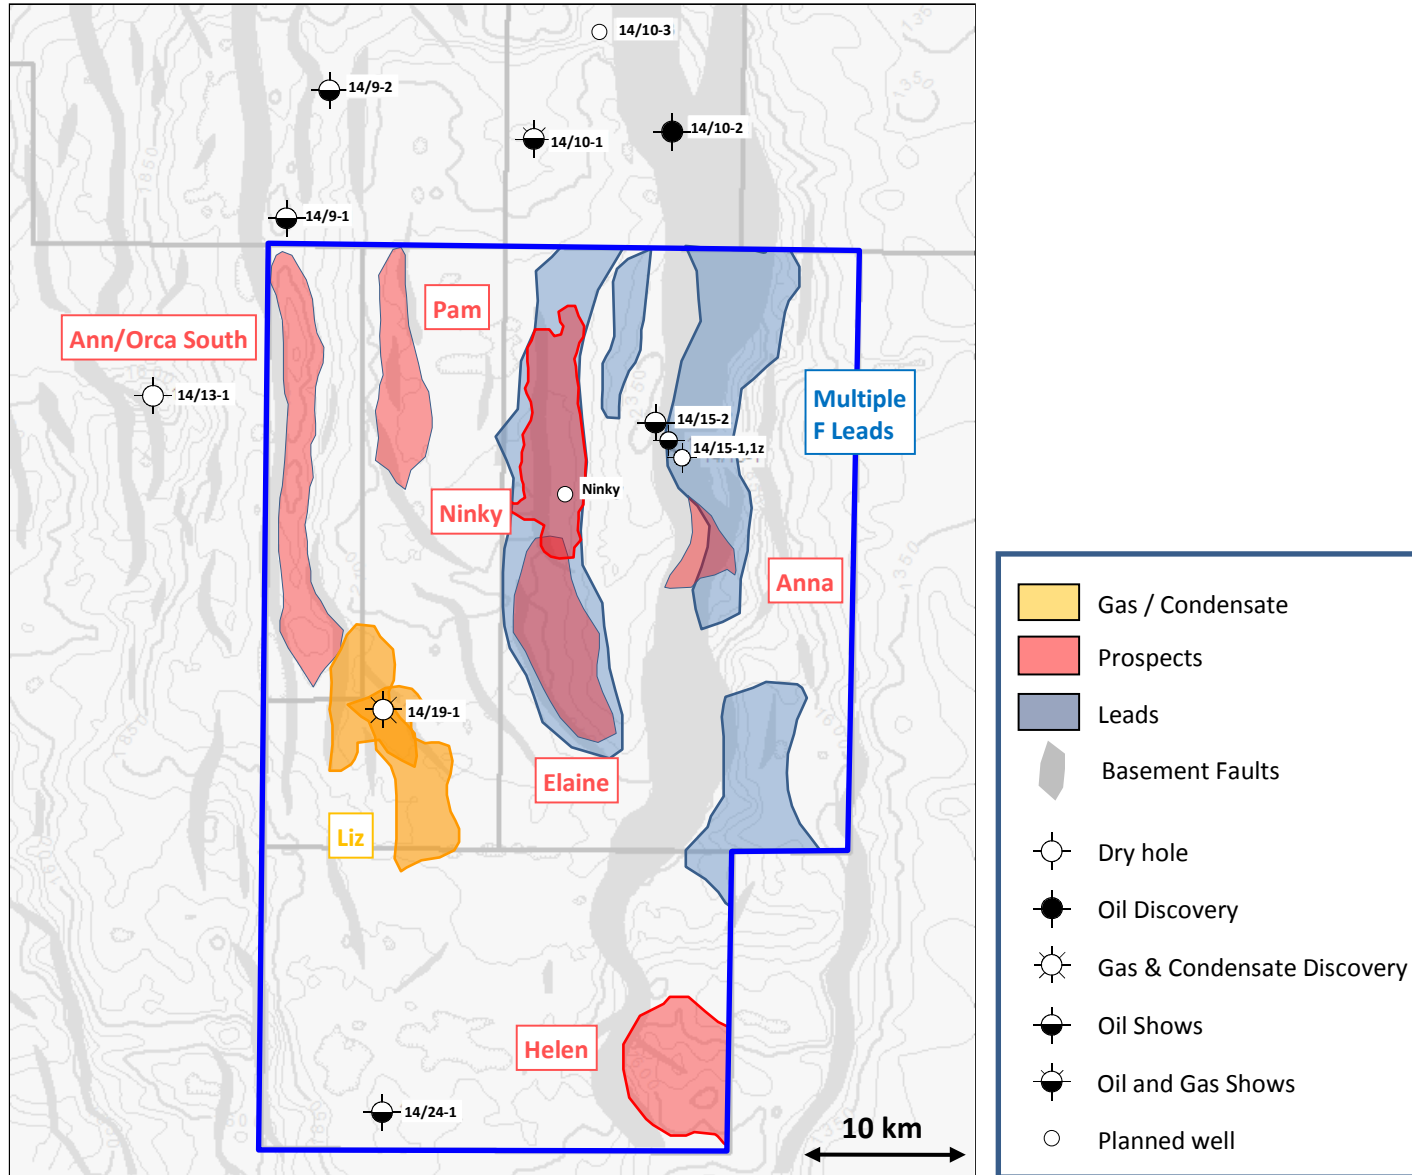 14/10-3
14/9-2
14/10-2
14/10-1
14/9-1
1850
1350
Pam
Ann/Orca South
14/13-1
Multiple
F Leads
14/15-2
14/15-1,1z
Ninky
Ninky
Anna
14/19-1
Elaine
Liz
Helen
14/24-1
10 km
Gas / Condensate
Prospects
Leads
Basement Faults
Dry hole
Oil Discovery
Gas & Condensate Discovery
Oil Shows
Oil and Gas Shows
Planned well